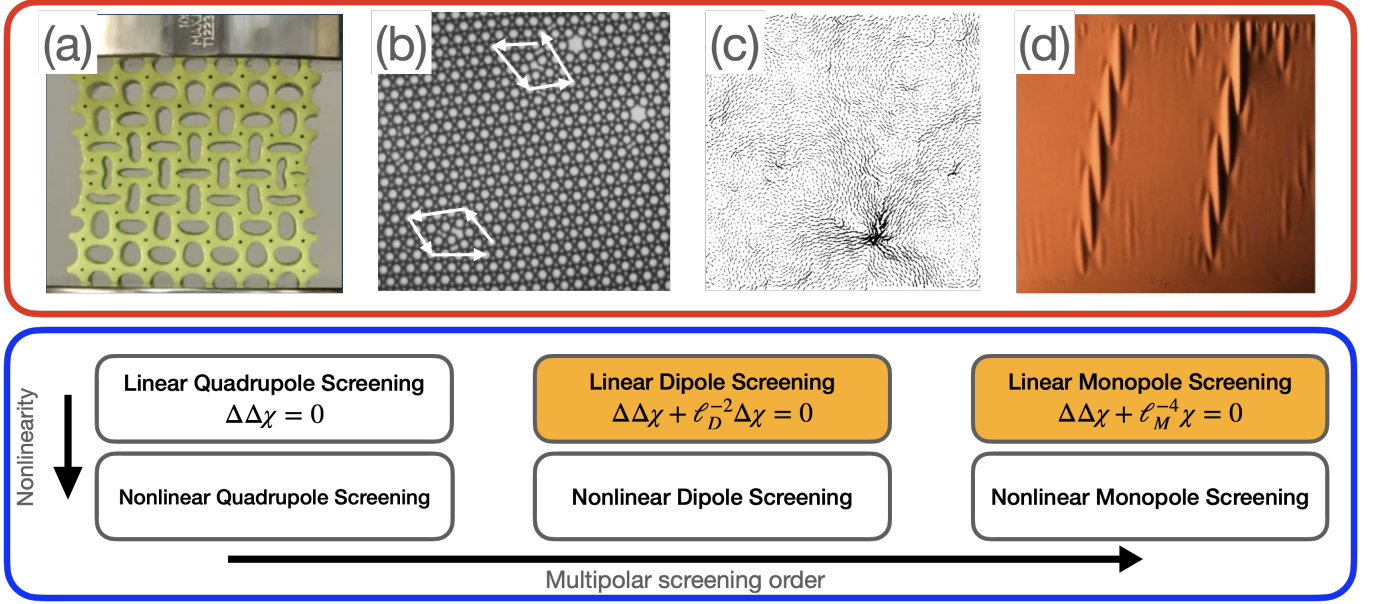 (a)
(b)
(c)
(d)
Linear Quadrupole Screening
ΔΔχ = 0
Linear Dipole Screening
ΔΔχ + ℓ_D^{-2}Δχ = 0
Linear Monopole Screening
ΔΔχ + ℓ_M^{-4}χ = 0
Nonlinearity
Nonlinear Quadrupole Screening
Nonlinear Dipole Screening
Nonlinear Monopole Screening
Multipolar screening order